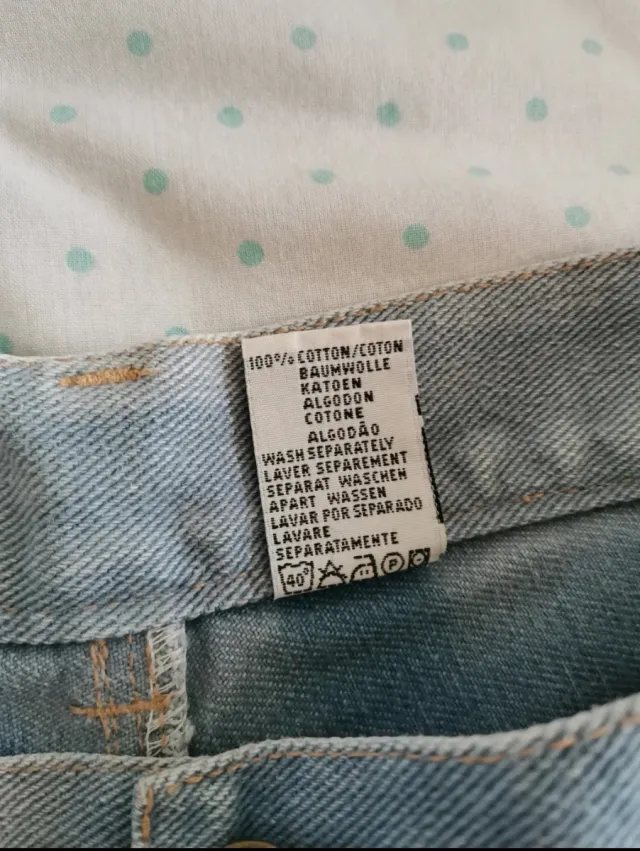 100% COTTON/COTON
BAUMWOLLE
KATOEN
ALGODON
COTONE
ALGODÃO
WASH SEPARATELY
LAVER SEPAREMENT
SEPARAT WASCHEN
APART WASSEN
LAVAR POR SEPARADO
LAVARE
SEPARATAMENTE
40° P